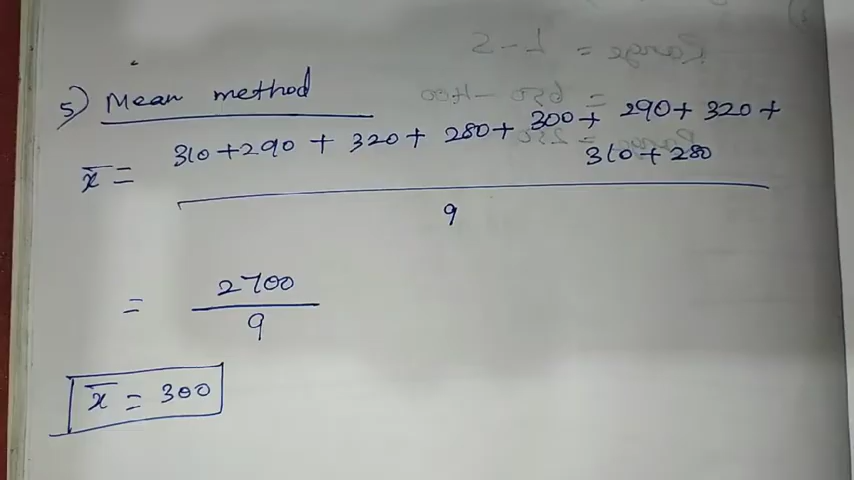 5) Mean method
x̄ = 310 + 290 + 320 + 280 + 300 + 290 + 320 +
310 + 280
9
= 2700
9
x̄ = 300